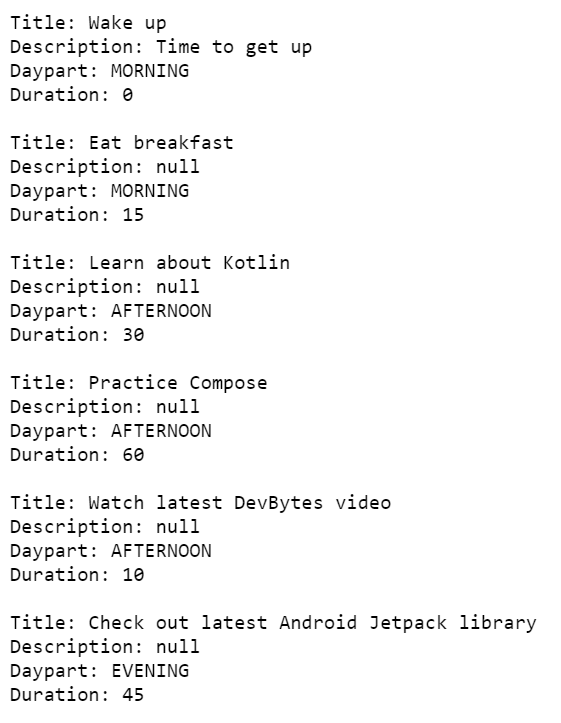 Title: Wake up
Description: Time to get up
Daypart: MORNING
Duration: 0
Title: Eat breakfast
Description: null
Daypart: MORNING
Duration: 15
Title: Learn about Kotlin
Description: null
Daypart: AFTERNOON
Duration: 30
Title: Practice Compose
Description: null
Daypart: AFTERNOON
Duration: 60
Title: Watch latest DevBytes video
Description: null
Daypart: AFTERNOON
Duration: 10
Title: Check out latest Android Jetpack library
Description: null
Daypart: EVENING
Duration: 45